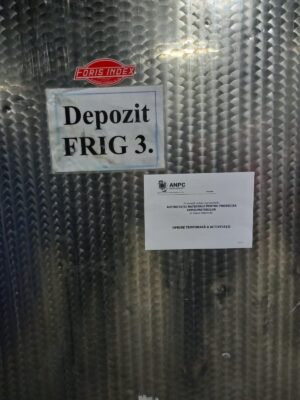 FORIS INDEX
Depozit
FRIG 3.
ANPC
AUTORITATEA NAȚIONALĂ PENTRU PROTECȚIA
CONSUMATORILOR
OPRIRE TEMPORARĂ A ACTIVITĂȚII